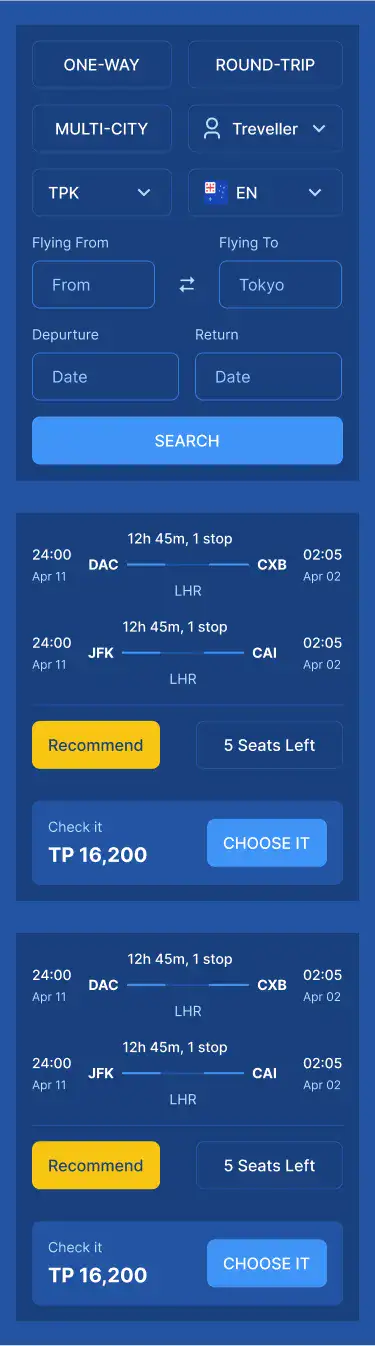 ONE-WAY ROUND-TRIP
MULTI-CITY Treveller
TPK EN
Flying From Flying To
From Tokyo
Depurture Return
Date Date
SEARCH
12h 45m, 1 stop
24:00 DAC CXB 02:05
Apr 11 LHR Apr 02
12h 45m, 1 stop
24:00 JFK CAI 02:05
Apr 11 LHR Apr 02
Recommend 5 Seats Left
Check it
TP 16,200 CHOOSE IT
12h 45m, 1 stop
24:00 DAC CXB 02:05
Apr 11 LHR Apr 02
12h 45m, 1 stop
24:00 JFK CAI 02:05
Apr 11 LHR Apr 02
Recommend 5 Seats Left
Check it
TP 16,200 CHOOSE IT